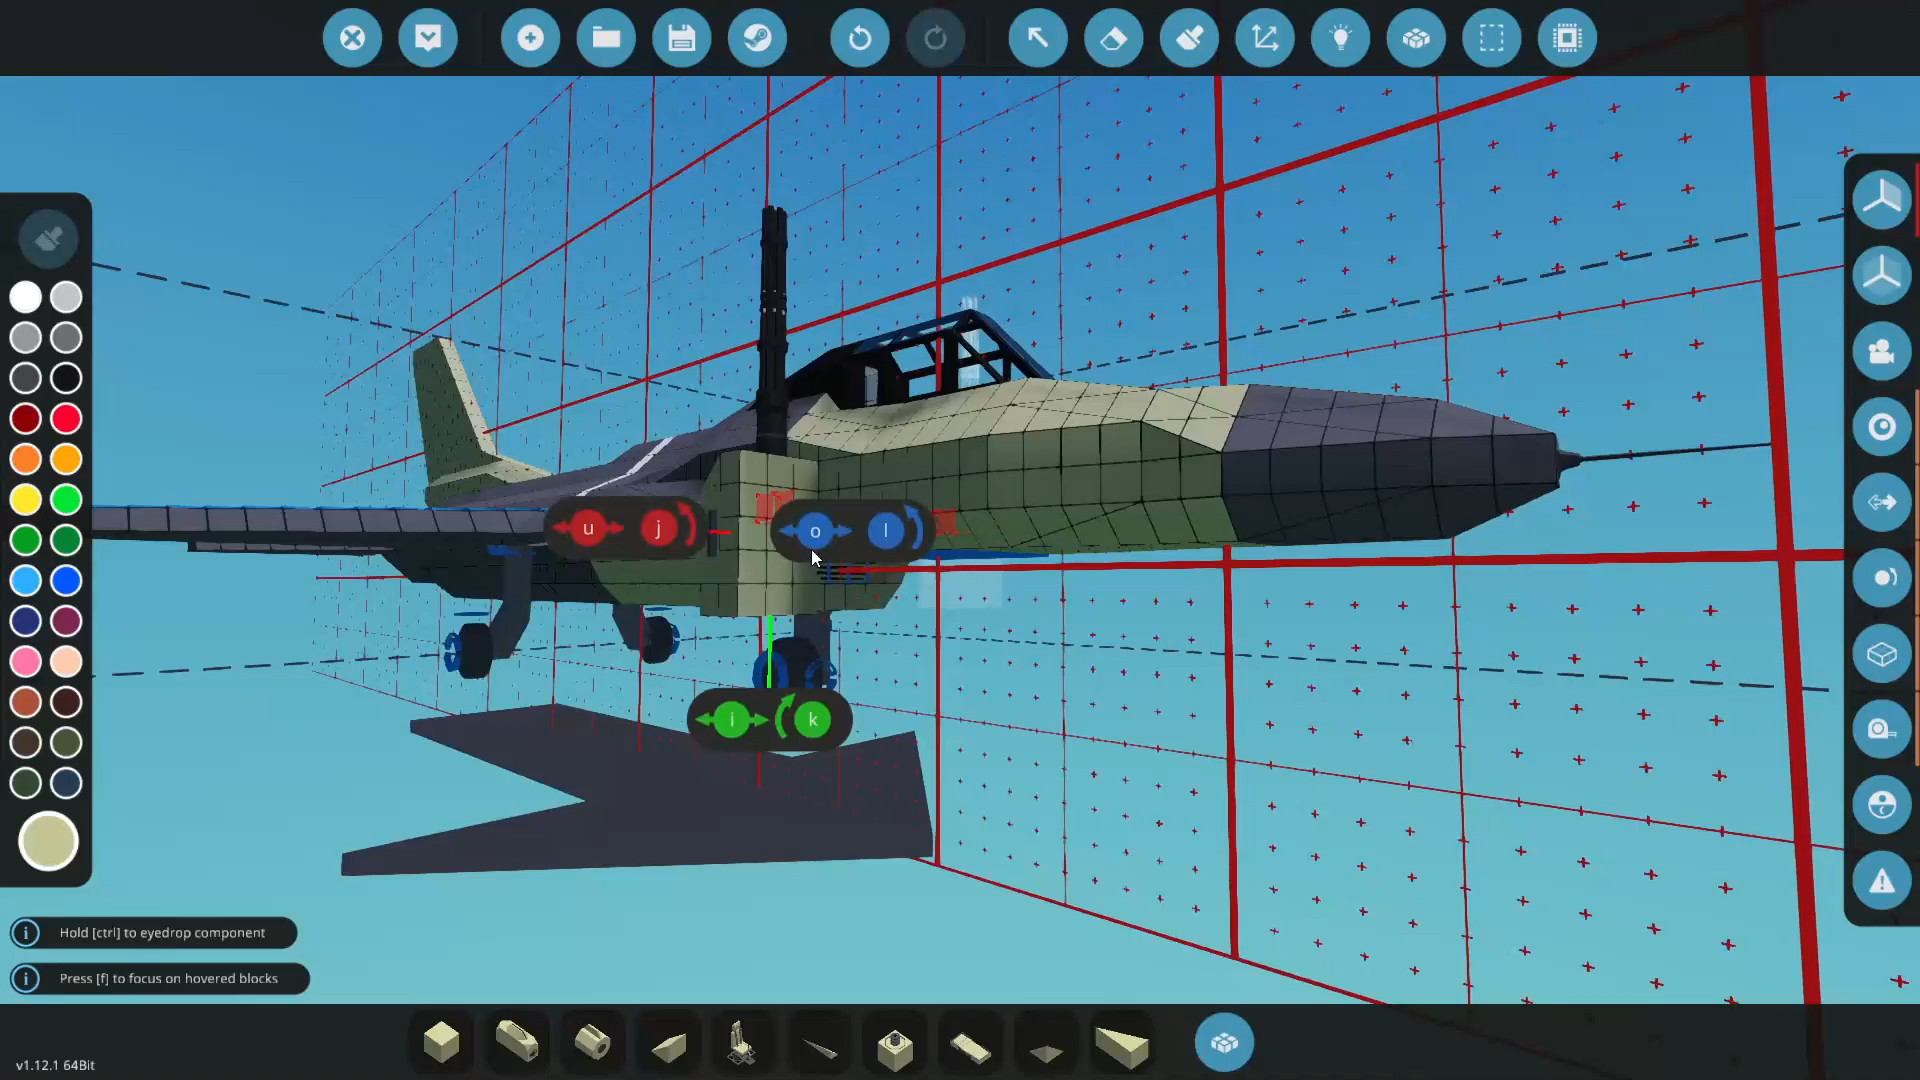 u
j
o
l
i
k
Hold [ctrl] to eyedrop component
Press [f] to focus on hovered blocks
v1.12.1 64Bit